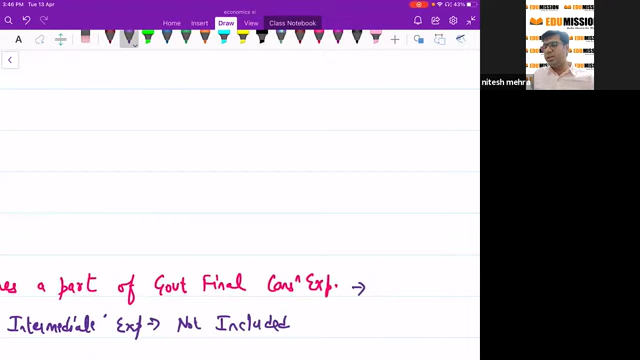 3:46 PM Tue 13 Apr
economics xi
43%
Home Insert Draw View Class Notebook
A
EDUMISSION
nitesh mehra
es a part of Govt Final Consⁿ Exp. →
Intermediate Exp → Not Included